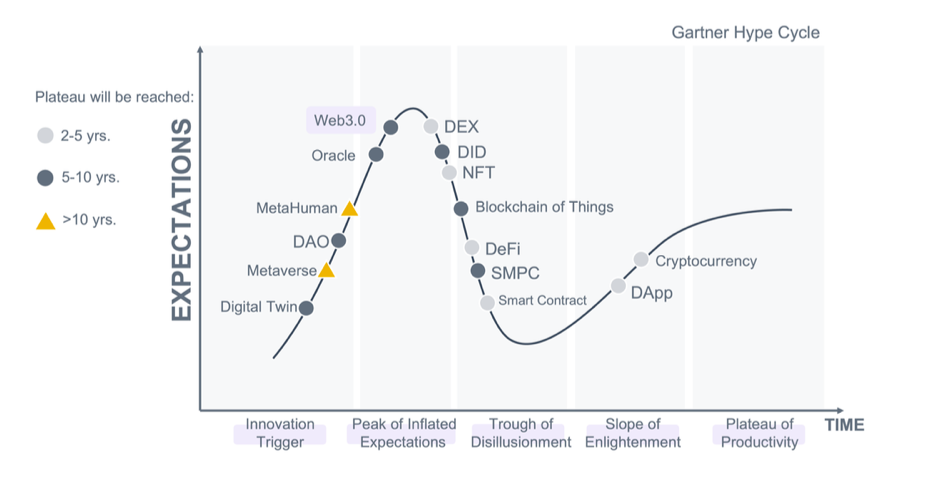 Gartner Hype Cycle
Plateau will be reached:
2-5 yrs.
5-10 yrs.
>10 yrs.
EXPECTATIONS
Web3.0
Oracle
MetaHuman
DAO
Metaverse
Digital Twin
DEX
DID
NFT
Blockchain of Things
DeFi
SMPC
Smart Contract
Cryptocurrency
DApp
Innovation
Trigger
Peak of Inflated
Expectations
Trough of
Disillusionment
Slope of
Enlightenment
Plateau of
Productivity
TIME